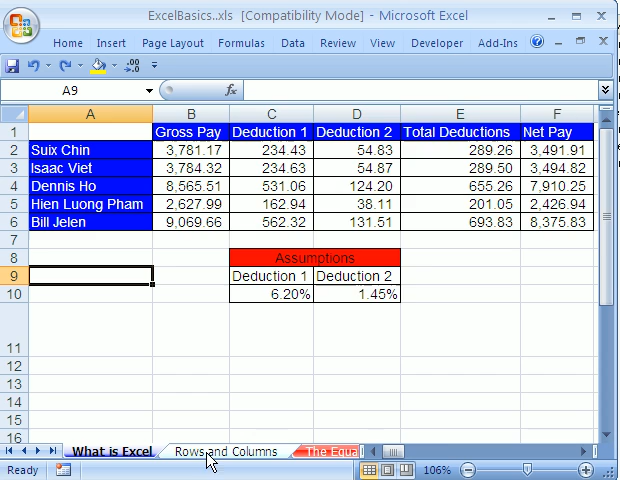 ExcelBasics..xls [Compatibility Mode] - Microsoft Excel
Home Insert Page Layout Formulas Data Review View Developer Add-Ins
A9 fx
A B C D E F
1 Gross Pay Deduction 1 Deduction 2 Total Deductions Net Pay
2 Suix Chin 3,781.17 234.43 54.83 289.26 3,491.91
3 Isaac Viet 3,784.32 234.63 54.87 289.50 3,494.82
4 Dennis Ho 8,565.51 531.06 124.20 655.26 7,910.25
5 Hien Luong Pham 2,627.99 162.94 38.11 201.05 2,426.94
6 Bill Jelen 9,069.66 562.32 131.51 693.83 8,375.83
7
8 Assumptions
9 Deduction 1 Deduction 2
10 6.20% 1.45%
11
12
13
14
15
16
What is Excel Rows and Columns The Equa
Ready 106%